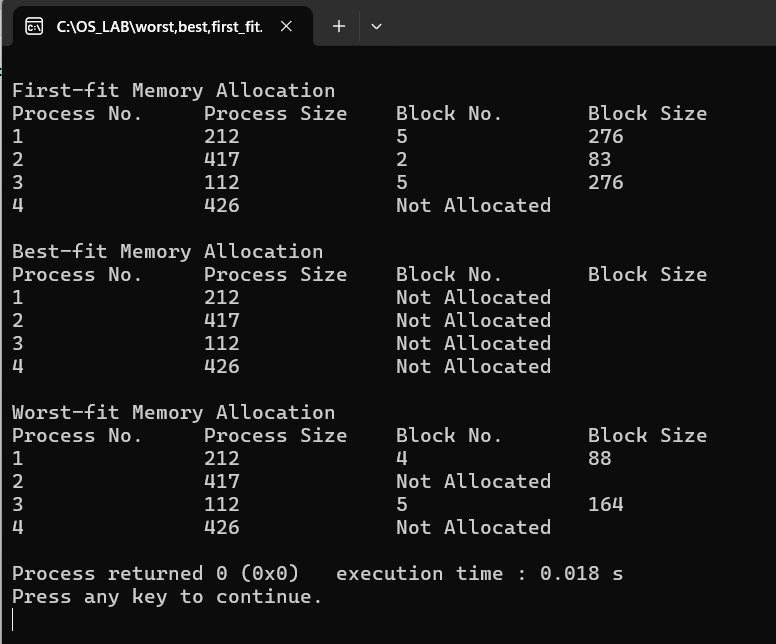 C:\OS_LAB\worst,best,first_fit.
First-fit Memory Allocation
Process No. Process Size Block No. Block Size
1 212 5 276
2 417 2 83
3 112 5 276
4 426 Not Allocated
Best-fit Memory Allocation
Process No. Process Size Block No. Block Size
1 212 Not Allocated
2 417 Not Allocated
3 112 Not Allocated
4 426 Not Allocated
Worst-fit Memory Allocation
Process No. Process Size Block No. Block Size
1 212 4 88
2 417 Not Allocated
3 112 5 164
4 426 Not Allocated
Process returned 0 (0x0) execution time : 0.018 s
Press any key to continue.